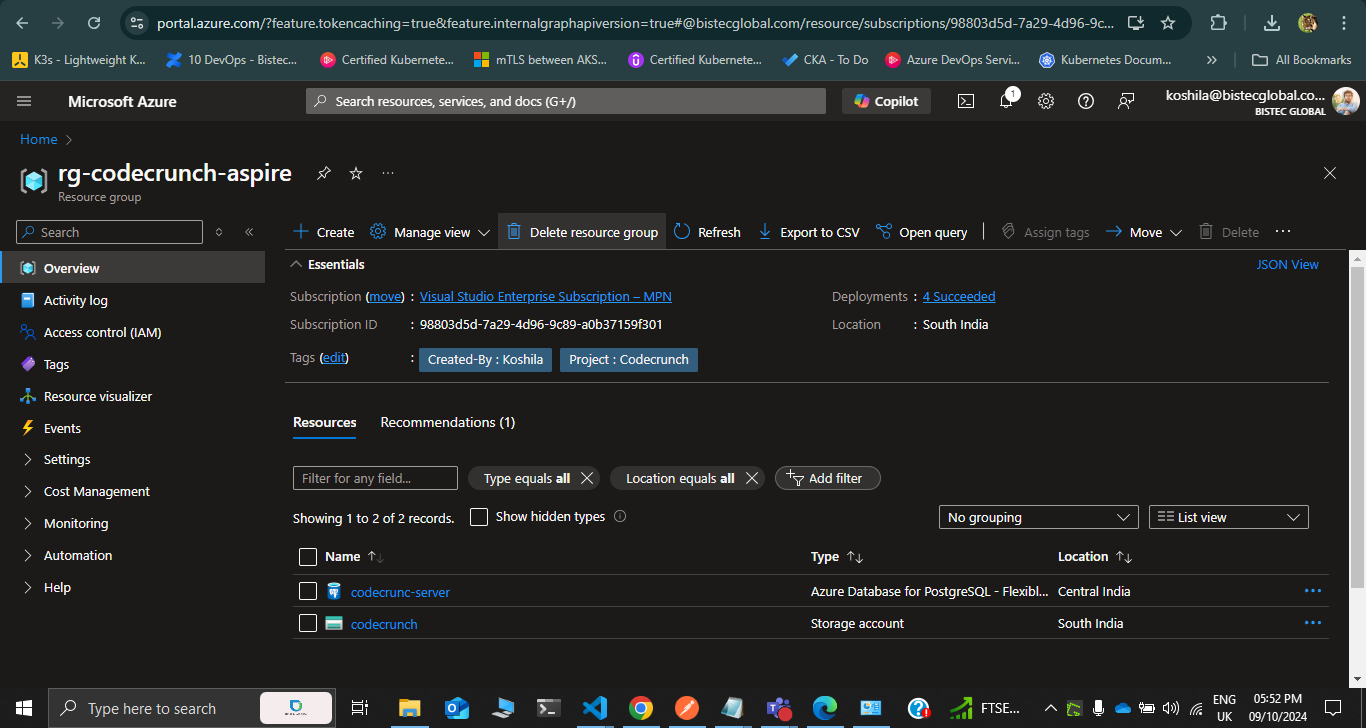 portal.azure.com/?feature.tokencaching=true&feature.internalgraphapiversion=true#@bistecglobal.com/resource/subscriptions/98803d5d-7a29-4d96-9c...
K3s - Lightweight K... 10 DevOps - Bistec... Certified Kubernete... mTLS between AKS... Certified Kubernete... CKA - To Do Azure DevOps Servi... Kubernetes Docum... » All Bookmarks
Microsoft Azure Search resources, services, and docs (G+/) Copilot 1 koshila@bistecglobal.co...
BISTEC GLOBAL
Home >
rg-codecrunch-aspire ...
Resource group
Search «
Create Manage view Delete resource group Refresh Export to CSV Open query Assign tags Move Delete ...
Overview
Activity log
Access control (IAM)
Tags
Resource visualizer
Events
Settings
Cost Management
Monitoring
Automation
Help
Essentials JSON View
Subscription (move) : Visual Studio Enterprise Subscription – MPN Deployments : 4 Succeeded
Subscription ID : 98803d5d-7a29-4d96-9c89-a0b37159f301 Location : South India
Tags (edit) : Created-By : Koshila Project : Codecrunch
Resources Recommendations (1)
Filter for any field... Type equals all Location equals all Add filter
Showing 1 to 2 of 2 records. Show hidden types No grouping List view
Name ↑↓ Type ↑↓ Location ↑↓
codecrunc-server Azure Database for PostgreSQL - Flexibl... Central India ...
codecrunch Storage account South India ...
Type here to search FTSE... ENG 05:52 PM
UK 09/10/2024